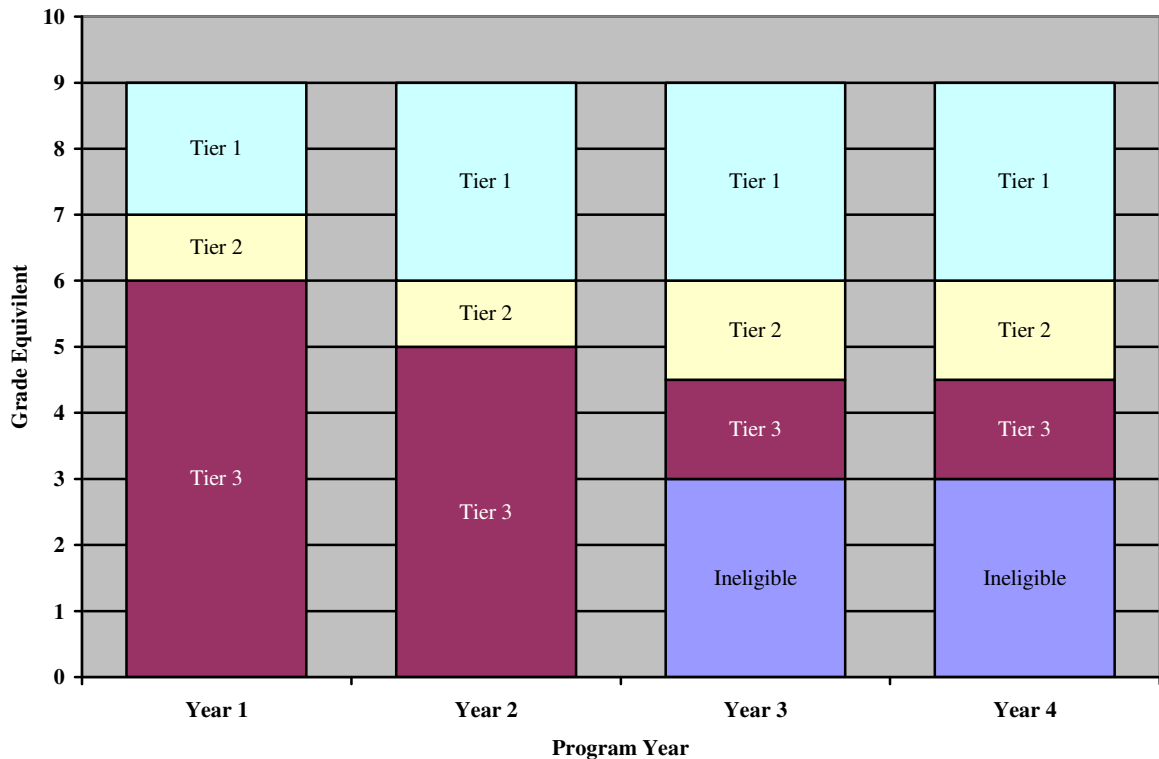 10
9
8
7
6
5
4
3
2
1
0
Grade Equivilent
Tier 1
Tier 2
Tier 3
Tier 1
Tier 2
Tier 3
Tier 1
Tier 2
Tier 3
Ineligible
Tier 1
Tier 2
Tier 3
Ineligible
Year 1 Year 2 Year 3 Year 4
Program Year